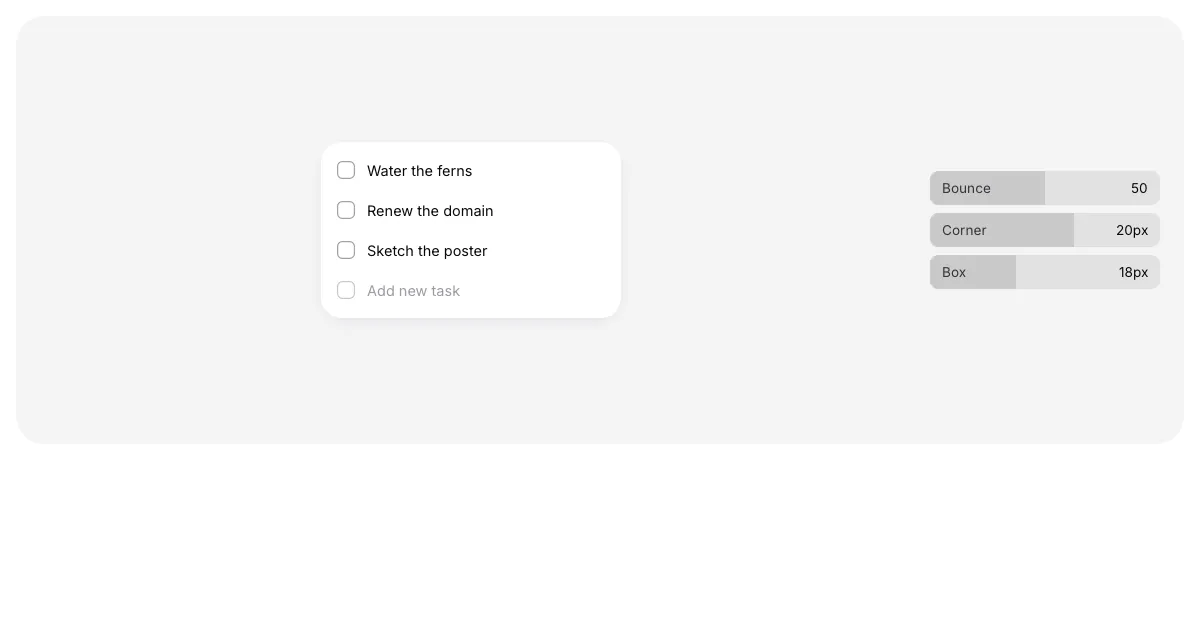 Water the ferns
Renew the domain
Sketch the poster
Add new task
Bounce 50
Corner 20px
Box 18px